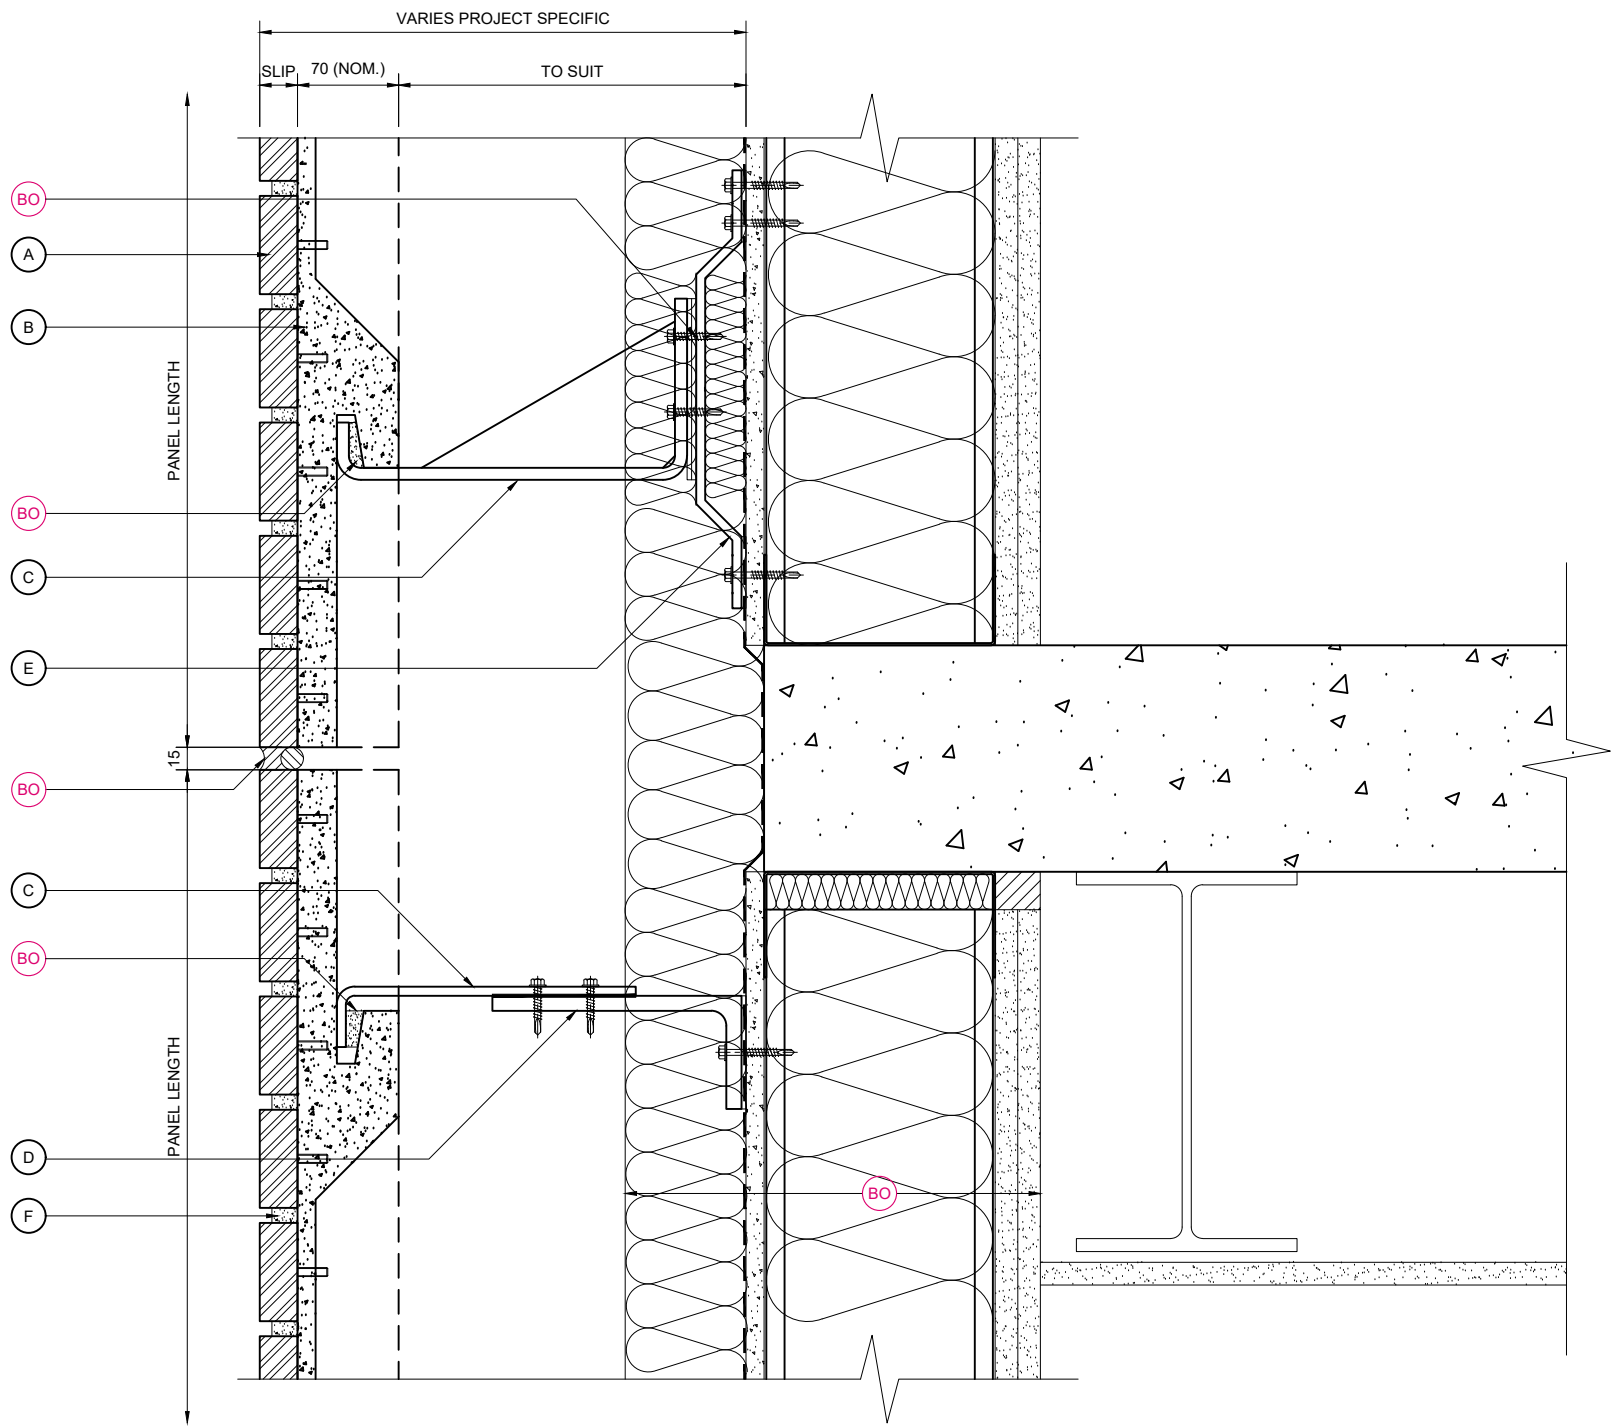 VARIES PROJECT SPECIFIC
SLIP
70 (NOM.)
TO SUIT
BO
A
B
PANEL LENGTH
BO
C
E
15
BO
C
BO
PANEL LENGTH
D
BO
F